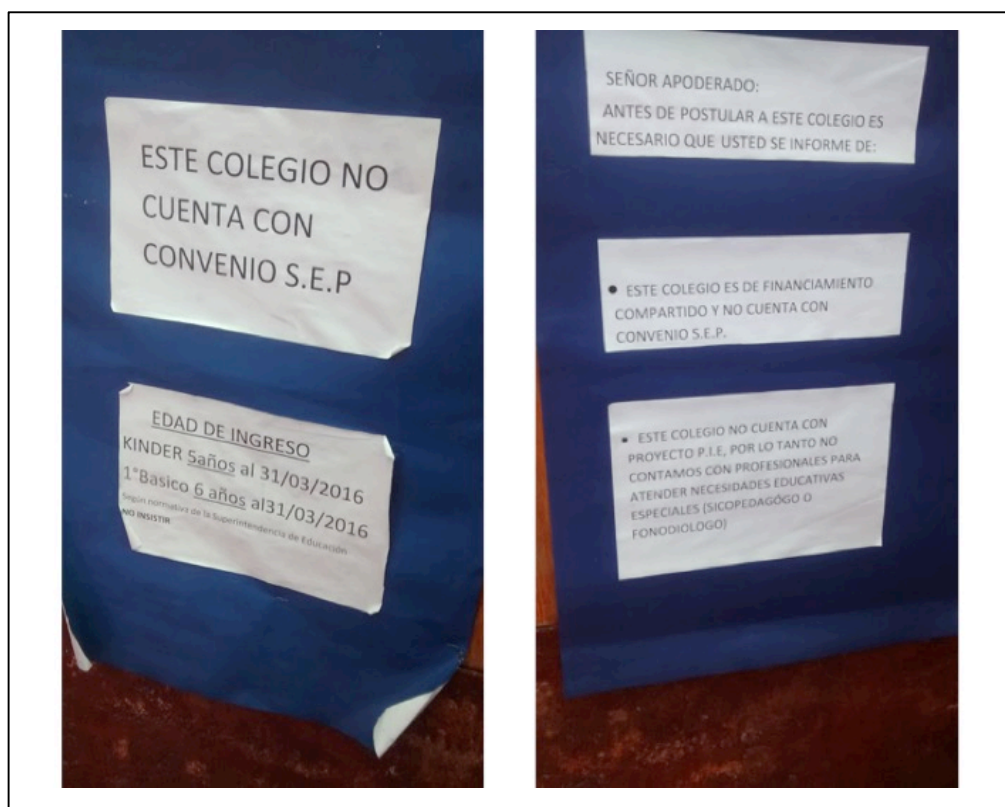 ESTE COLEGIO NO
CUENTA CON
CONVENIO S.E.P
EDAD DE INGRESO
KINDER 5años al 31/03/2016
1°Basico 6 años al31/03/2016
Según normativa de la Superintendencia de Educación
NO INSISTIR
SEÑOR APODERADO:
ANTES DE POSTULAR A ESTE COLEGIO ES
NECESARIO QUE USTED SE INFORME DE:
• ESTE COLEGIO ES DE FINANCIAMIENTO
COMPARTIDO Y NO CUENTA CON
CONVENIO S.E.P.
▪ ESTE COLEGIO NO CUENTA CON
PROYECTO P.I.E, POR LO TANTO NO
CONTAMOS CON PROFESIONALES PARA
ATENDER NECESIDADES EDUCATIVAS
ESPECIALES (SICOPEDAGÓGO O
FONODIOLOGO)